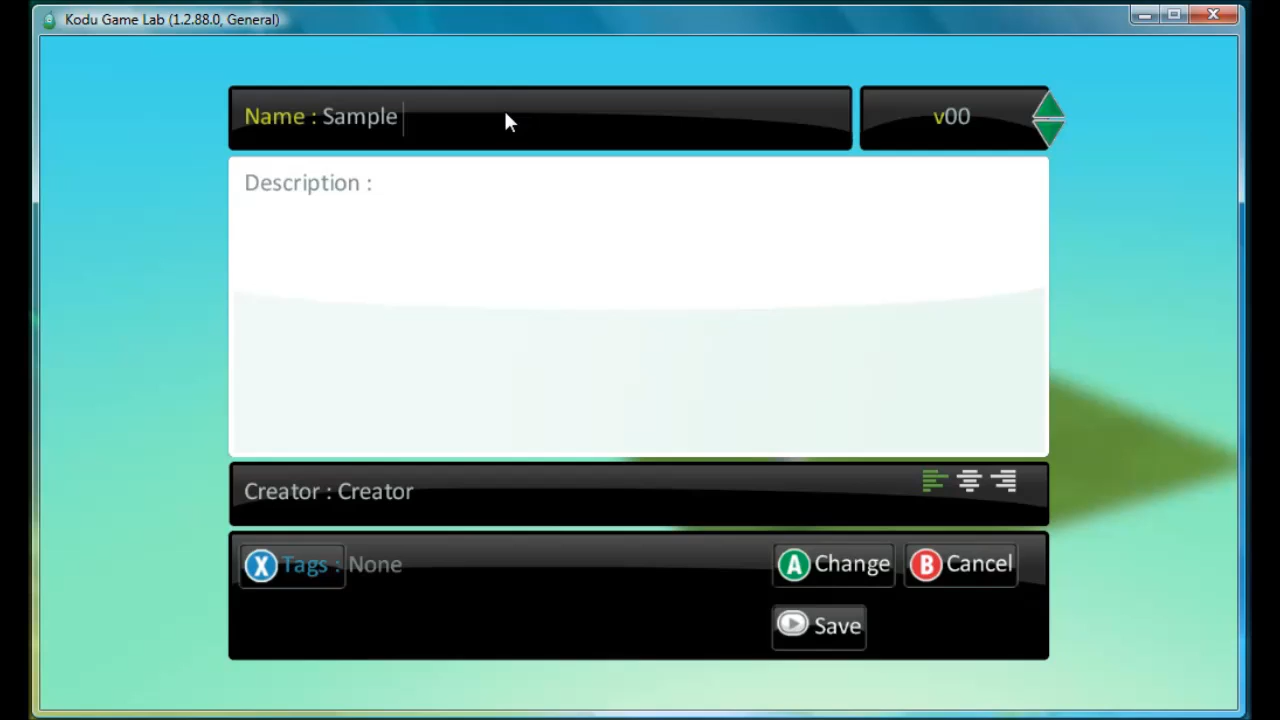 Kodu Game Lab (1.2.88.0, General)
Name : Sample
v00
Description :
Creator : Creator
X Tags : None
A Change B Cancel
Save